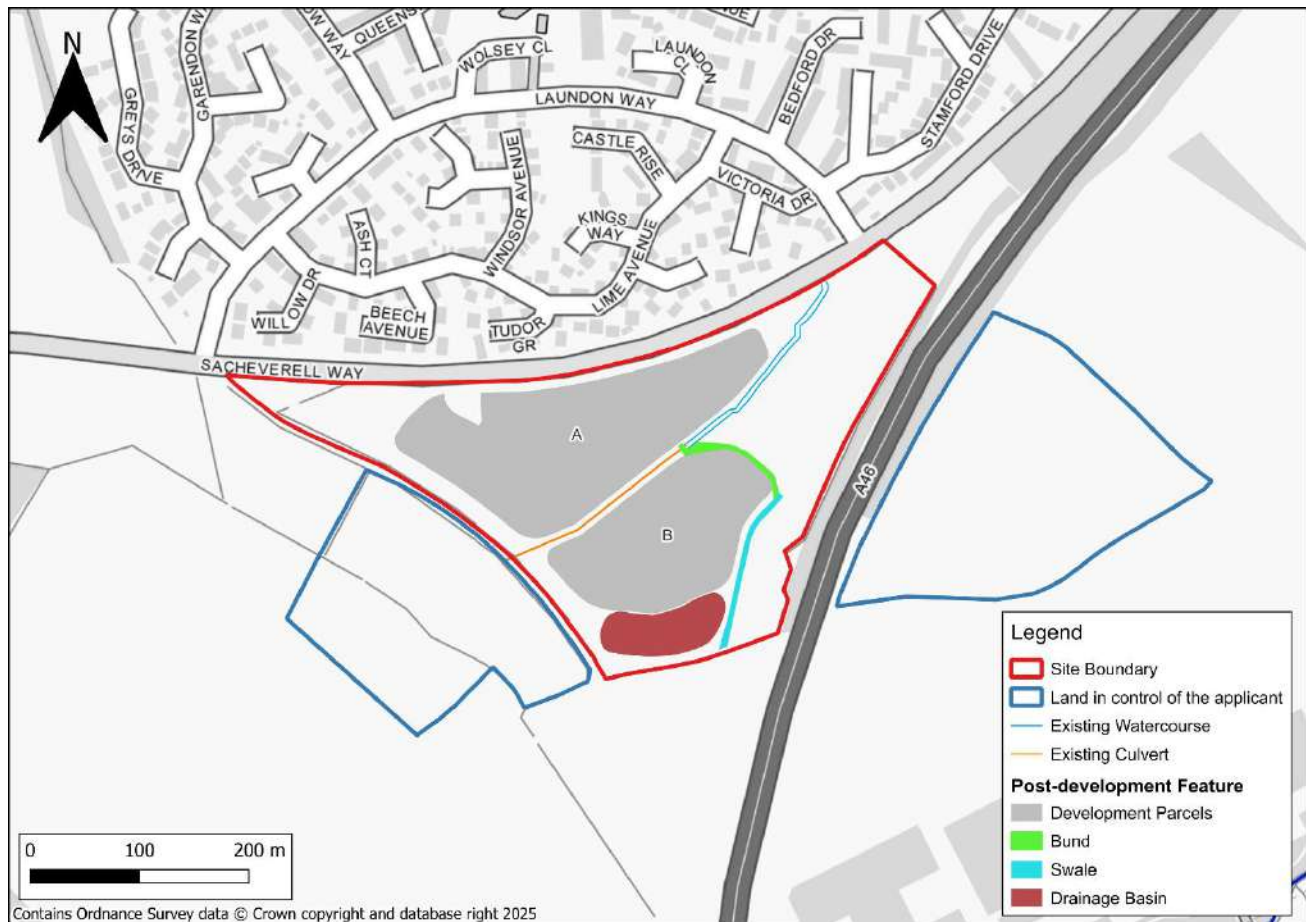 N
GREYS DRIVE
GARENDON WA
OW WAY
QUEENS
WOLSEY CL
LAUNDON CL
LAUNDON WAY
BEDFORD DR
STAMFORD DRIVE
CASTLE RISE
VICTORIA DR
KINGS WAY
WINDSOR AVENUE
ASH CT
LIME AVENUE
WILLOW DR
BEECH AVENUE
TUDOR GR
SACHEVERELL WAY
A
B
A46
Legend
Site Boundary
Land in control of the applicant
Existing Watercourse
Existing Culvert
Post-development Feature
Development Parcels
Bund
Swale
Drainage Basin
0 100 200 m
Contains Ordnance Survey data © Crown copyright and database right 2025